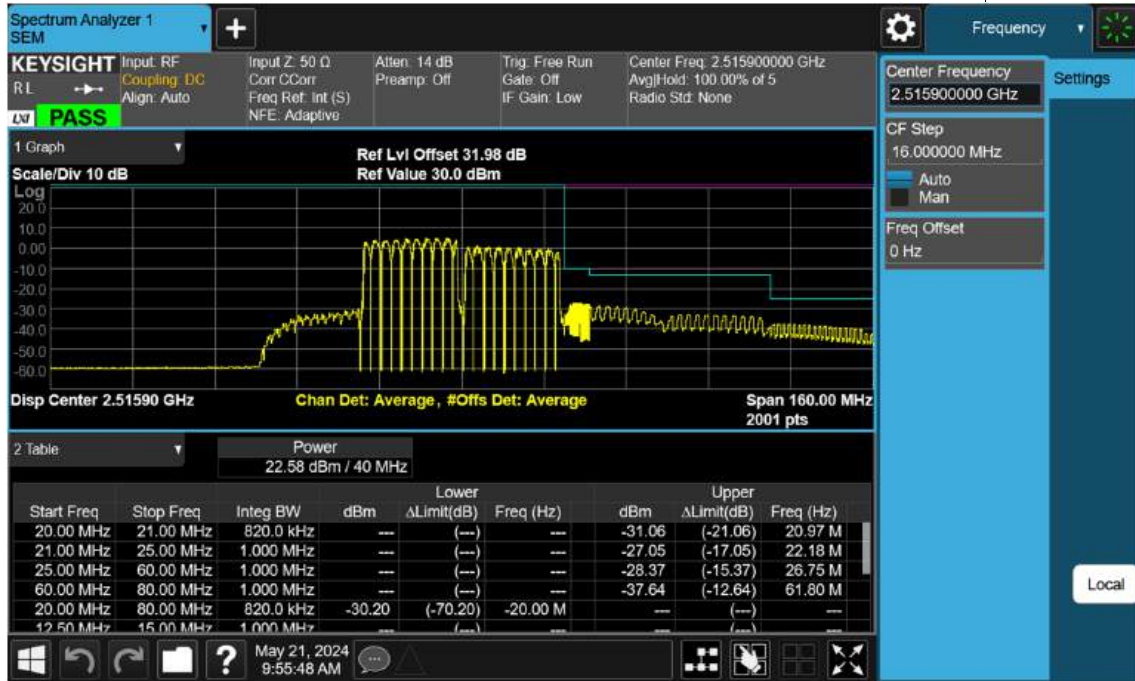 Spectrum Analyzer 1
SEM
Frequency
KEYSIGHT
R L
LXI
PASS
Input: RF
Coupling: DC
Align: Auto
Input Z: 50 Ω
Corr CCorr
Freq Ref: Int (S)
NFE: Adaptive
Atten: 14 dB
Preamp: Off
Trig: Free Run
Gate: Off
IF Gain: Low
Center Freq: 2.515900000 GHz
Avg|Hold: 100.00% of 5
Radio Std: None
Center Frequency
2.515900000 GHz
Settings
CF Step
16.000000 MHz
Auto
Man
Freq Offset
0 Hz
Local
1 Graph
Ref Lvl Offset 31.98 dB
Scale/Div 10 dB
Ref Value 30.0 dBm
Log
20.0
10.0
0.00
-10.0
-20.0
-30.0
-40.0
-50.0
-60.0
Disp Center 2.51590 GHz
Chan Det: Average, #Offs Det: Average
Span 160.00 MHz
2001 pts
2 Table
Power
22.58 dBm / 40 MHz
Lower Upper
Start Freq Stop Freq Integ BW dBm ΔLimit(dB) Freq (Hz) dBm ΔLimit(dB) Freq (Hz)
20.00 MHz 21.00 MHz 820.0 kHz --- (---) --- -31.06 (-21.06) 20.97 M
21.00 MHz 25.00 MHz 1.000 MHz --- (---) --- -27.05 (-17.05) 22.18 M
25.00 MHz 60.00 MHz 1.000 MHz --- (---) --- -28.37 (-15.37) 26.75 M
60.00 MHz 80.00 MHz 1.000 MHz --- (---) --- -37.64 (-12.64) 61.80 M
20.00 MHz 80.00 MHz 820.0 kHz -30.20 (-70.20) -20.00 M --- (---) ---
12.50 MHz 15.00 MHz 1.000 MHz --- (---) --- --- (---) ---
?
May 21, 2024
9:55:48 AM